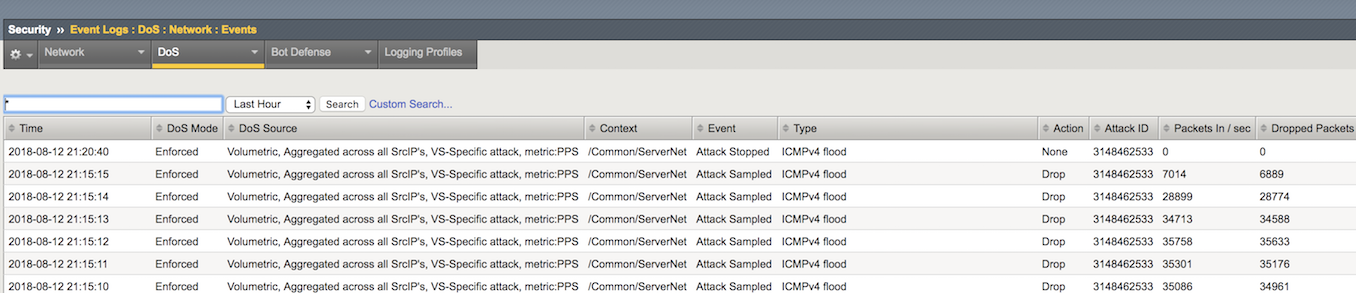 Security » Event Logs : DoS : Network : Events
Network DoS Bot Defense Logging Profiles
* Last Hour Search Custom Search...
Time DoS Mode DoS Source Context Event Type Action Attack ID Packets In / sec Dropped Packets
2018-08-12 21:20:40 Enforced Volumetric, Aggregated across all SrcIP's, VS-Specific attack, metric:PPS /Common/ServerNet Attack Stopped ICMPv4 flood None 3148462533 0 0
2018-08-12 21:15:15 Enforced Volumetric, Aggregated across all SrcIP's, VS-Specific attack, metric:PPS /Common/ServerNet Attack Sampled ICMPv4 flood Drop 3148462533 7014 6889
2018-08-12 21:15:14 Enforced Volumetric, Aggregated across all SrcIP's, VS-Specific attack, metric:PPS /Common/ServerNet Attack Sampled ICMPv4 flood Drop 3148462533 28899 28774
2018-08-12 21:15:13 Enforced Volumetric, Aggregated across all SrcIP's, VS-Specific attack, metric:PPS /Common/ServerNet Attack Sampled ICMPv4 flood Drop 3148462533 34713 34588
2018-08-12 21:15:12 Enforced Volumetric, Aggregated across all SrcIP's, VS-Specific attack, metric:PPS /Common/ServerNet Attack Sampled ICMPv4 flood Drop 3148462533 35758 35633
2018-08-12 21:15:11 Enforced Volumetric, Aggregated across all SrcIP's, VS-Specific attack, metric:PPS /Common/ServerNet Attack Sampled ICMPv4 flood Drop 3148462533 35301 35176
2018-08-12 21:15:10 Enforced Volumetric, Aggregated across all SrcIP's, VS-Specific attack, metric:PPS /Common/ServerNet Attack Sampled ICMPv4 flood Drop 3148462533 35086 34961